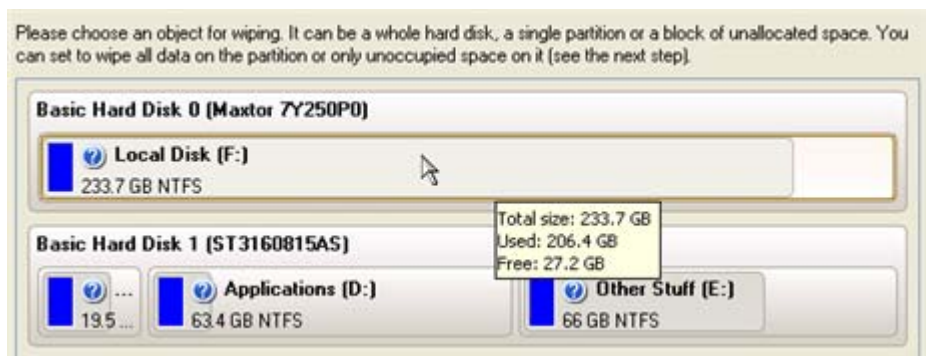 Please choose an object for wiping. It can be a whole hard disk, a single partition or a block of unallocated space. You
can set to wipe all data on the partition or only unoccupied space on it (see the next step).
Basic Hard Disk 0 (Maxtor 7Y250P0)
Local Disk (F:)
233.7 GB NTFS
Total size: 233.7 GB
Used: 206.4 GB
Free: 27.2 GB
Basic Hard Disk 1 (ST3160815AS)
...
19.5 ...
Applications (D:)
63.4 GB NTFS
Other Stuff (E:)
66 GB NTFS